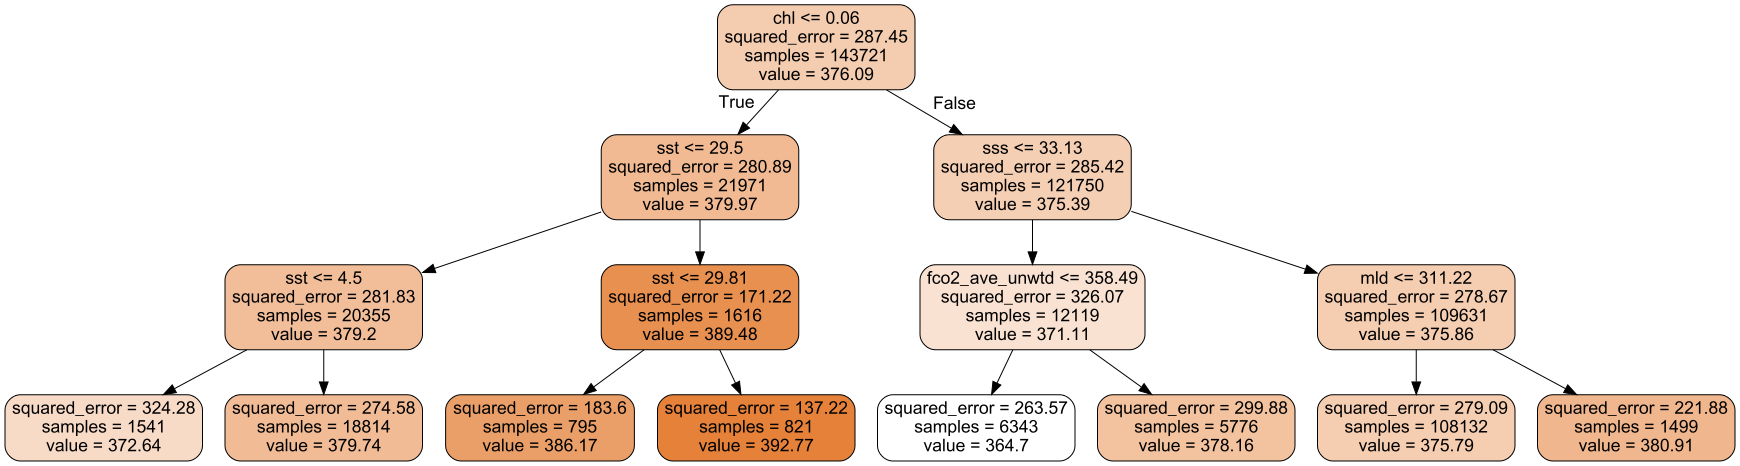 chl <= 0.06
squared_error = 287.45
samples = 143721
value = 376.09
True
False
sst <= 29.5
squared_error = 280.89
samples = 21971
value = 379.97
sss <= 33.13
squared_error = 285.42
samples = 121750
value = 375.39
sst <= 4.5
squared_error = 281.83
samples = 20355
value = 379.2
sst <= 29.81
squared_error = 171.22
samples = 1616
value = 389.48
fco2_ave_unwtd <= 358.49
squared_error = 326.07
samples = 12119
value = 371.11
mld <= 311.22
squared_error = 278.67
samples = 109631
value = 375.86
squared_error = 324.28
samples = 1541
value = 372.64
squared_error = 274.58
samples = 18814
value = 379.74
squared_error = 183.6
samples = 795
value = 386.17
squared_error = 137.22
samples = 821
value = 392.77
squared_error = 263.57
samples = 6343
value = 364.7
squared_error = 299.88
samples = 5776
value = 378.16
squared_error = 279.09
samples = 108132
value = 375.79
squared_error = 221.88
samples = 1499
value = 380.91